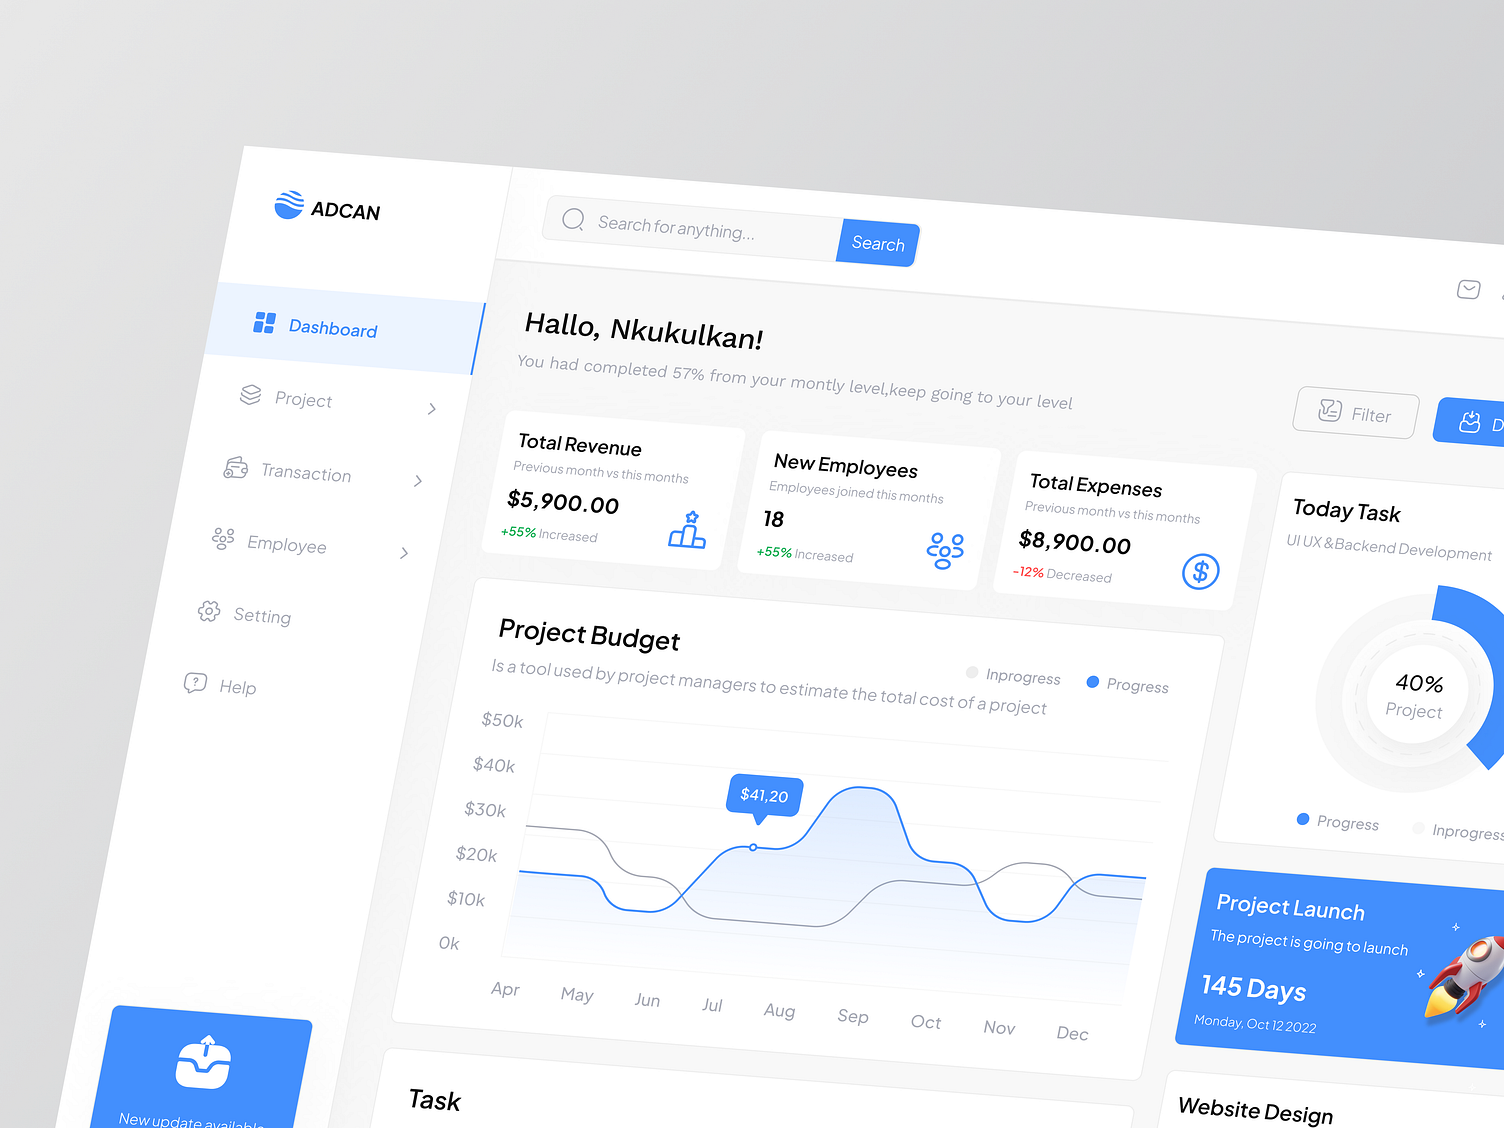 ADCAN
Search for anything...
Search
Dashboard
Project
Transaction
Employee
Setting
Help
Hallo, Nkukulkan!
You had completed 57% from your montly level,keep going to your level
Filter
D
Total Revenue
Previous month vs this months
$5,900.00
+55% Increased
New Employees
Employees joined this months
18
+55% Increased
Total Expenses
Previous month vs this months
$8,900.00
-12% Decreased
Project Budget
Is a tool used by project managers to estimate the total cost of a project
Inprogress
Progress
$50k
$40k
$30k
$20k
$10k
0k
$41,20
Apr
May
Jun
Jul
Aug
Sep
Oct
Nov
Dec
Today Task
UI UX &Backend Development
40%
Project
Progress
Inprogress
Project Launch
The project is going to launch
145 Days
Monday, Oct 12 2022
New update available
Task
Website Design